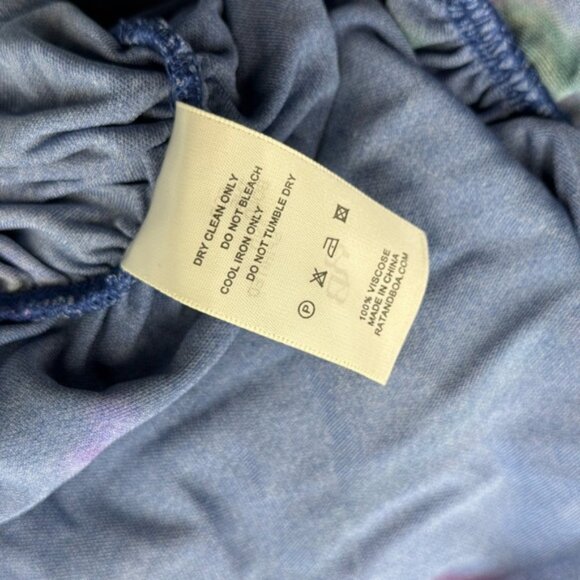 DRY CLEAN ONLY
DO NOT BLEACH
COOL IRON ONLY
DO NOT TUMBLE DRY
P
100% VISCOSE
MADE IN CHINA
RATANDBOA.COM